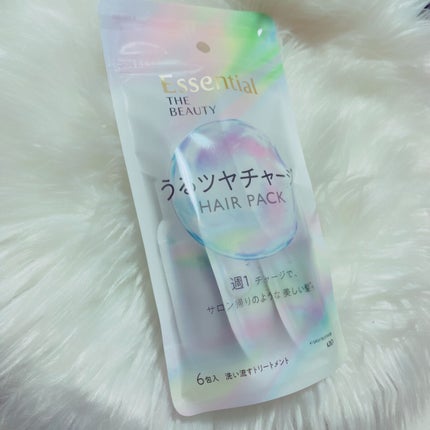 Essential
THE
BEAUTY
うるツヤチャージ
HAIR PACK
週1 チャージで、
サロン帰りのような 美しい髪へ
6包入 洗い流すトリートメント